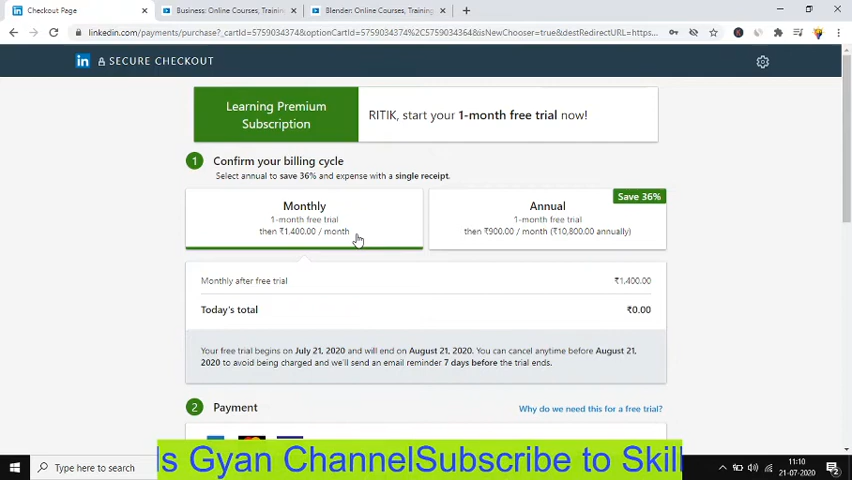 Checkout Page
Business: Online Courses, Trainin
Blender: Online Courses, Training
linkedin.com/payments/purchase?_cartId=5759034374&optionCartId=5759034374%2C5759034364&isNewChooser=true&destRedirectURL=https...
in SECURE CHECKOUT
Learning Premium
Subscription
RITIK, start your 1-month free trial now!
1 Confirm your billing cycle
Select annual to save 36% and expense with a single receipt.
Monthly
1-month free trial
then ₹1,400.00 / month
Save 36%
Annual
1-month free trial
then ₹900.00 / month (₹10,800.00 annually)
Monthly after free trial ₹1,400.00
Today's total ₹0.00
Your free trial begins on July 21, 2020 and will end on August 21, 2020. You can cancel anytime before August 21,
2020 to avoid being charged and we'll send an email reminder 7 days before the trial ends.
2 Payment Why do we need this for a free trial?
ls Gyan ChannelSubscribe to Skil
Type here to search
11:10
21-07-2020
2